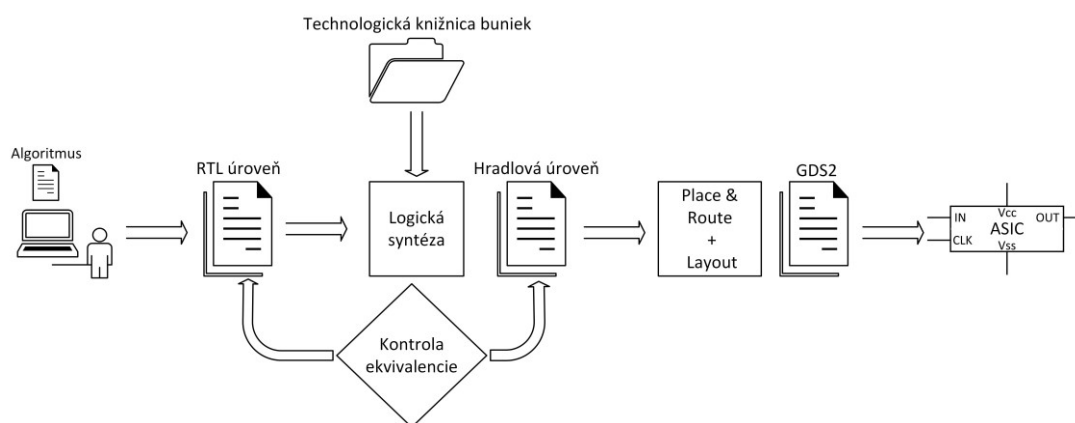 Technologická knižnica buniek
Algoritmus
RTL úroveň
Logická
syntéza
Hradlová úroveň
Place &
Route
+
Layout
GDS2
IN
Vcc
OUT
ASIC
CLK
Vss
Kontrola
ekvivalencie